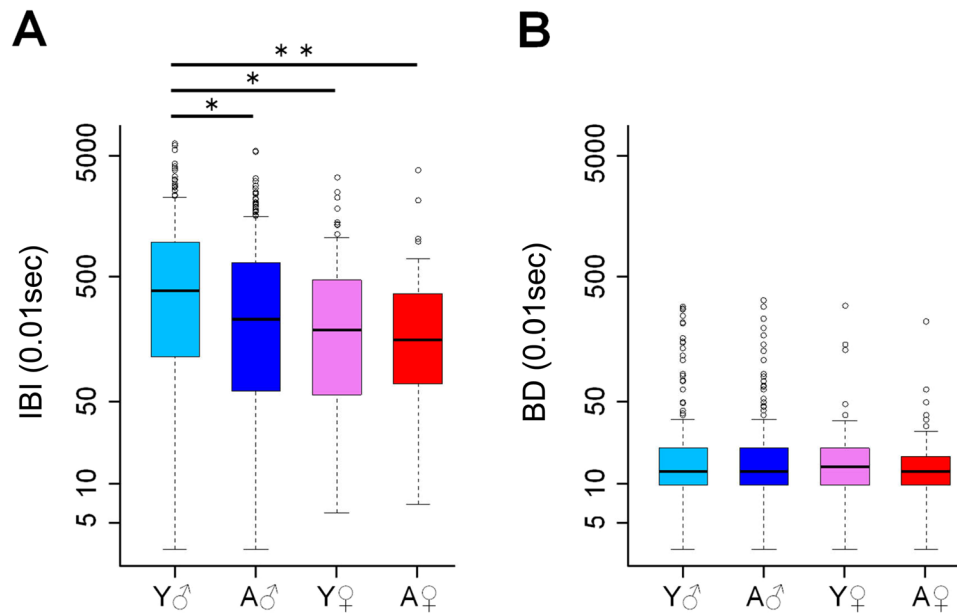 A
B
* *
*
*
5000
500
50
10
5
IBI (0.01sec)
Y♂ A♂ Y♀ A♀
5000
500
50
10
5
BD (0.01sec)
Y♂ A♂ Y♀ A♀